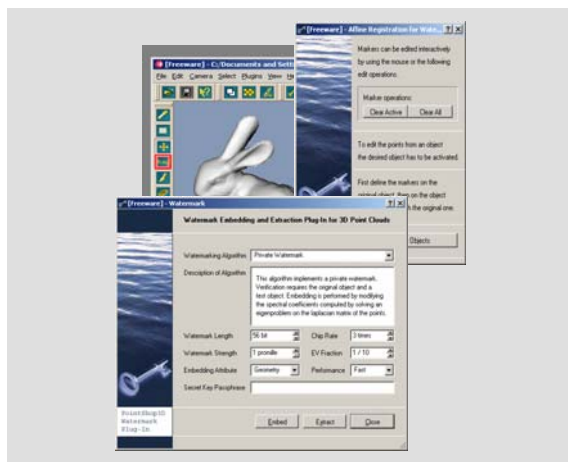 [Freeware] - Affine Registration for Wate...
Markers can be edited interactively
by using the mouse or the following
edit operations.
Marker operations:
Clear Active Clear All
To edit the points from an object
the desired object has to be activated.
First define the markers on the
original object, then on the object
the original one.
Objects
[Freeware] - C:/Documents and Setti
File Edit Camera Select Plugins View He
[Freeware] - Watermark
Watermark Embedding and Extraction Plug-In for 3D Point Clouds
Watermarking Algorithm Private Watermark
Description of Algorithm
This algorithm implements a private watermark.
Verification requires the original object and a
test object. Embedding is performed by modifying
the spectral coefficients computed by solving an
eigenproblem on the laplacian matrix of the points.
Watermark Length 56 bit Chip Rate 3 times
Watermark Strength 1 promille EV Fraction 1 / 10
Embedding Attribute Geometry Performance Fast
Secret Key Passphrase
PointShop3D
Watermark
Plug-In
Embed Extract Close